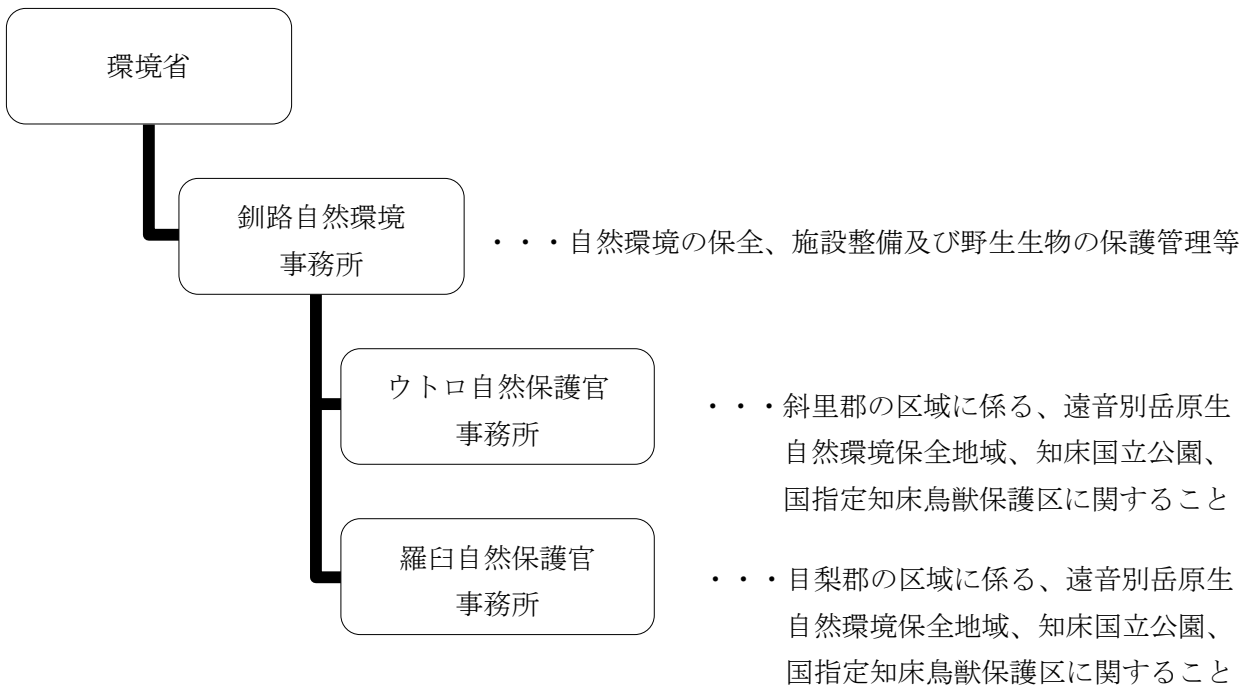 環境省
釧路自然環境
事務所
・・・自然環境の保全、施設整備及び野生生物の保護管理等
ウトロ自然保護官
事務所
・・・斜里郡の区域に係る、遠音別岳原生
自然環境保全地域、知床国立公園、
国指定知床鳥獣保護区に関すること
羅臼自然保護官
事務所
・・・目梨郡の区域に係る、遠音別岳原生
自然環境保全地域、知床国立公園、
国指定知床鳥獣保護区に関すること